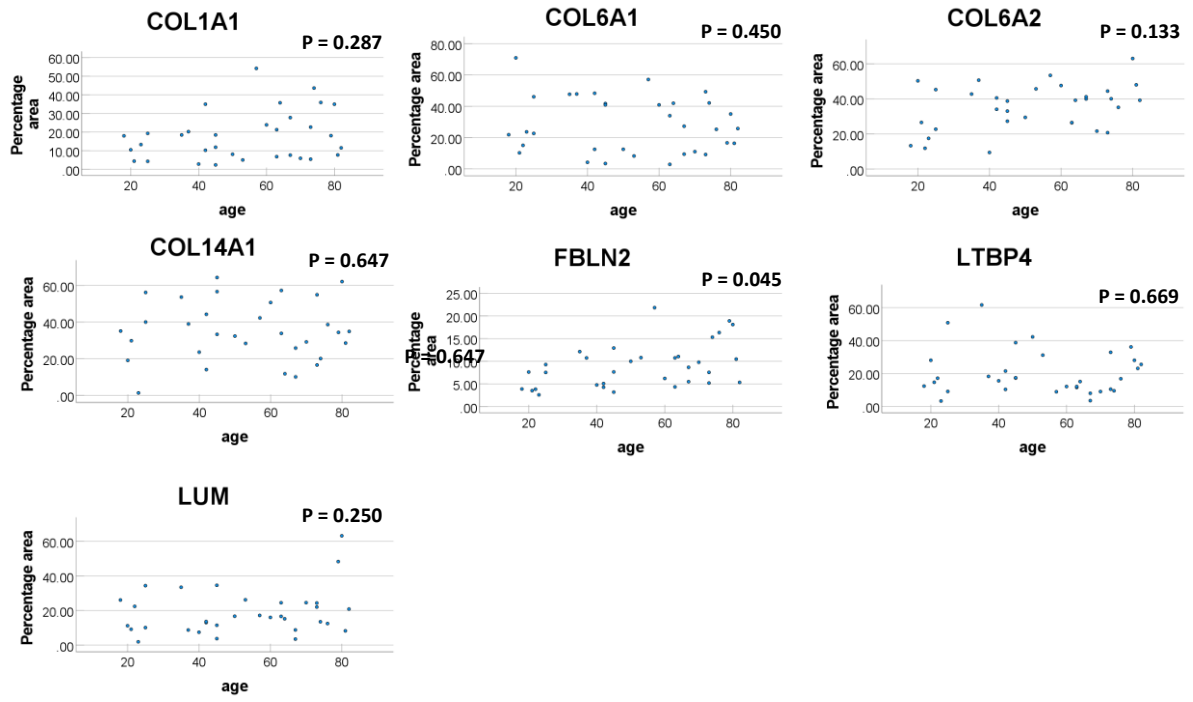 COL1A1
P = 0.287
Percentage
area
60.00
50.00
40.00
30.00
20.00
10.00
.00
20 40 60 80
age
COL6A1
P = 0.450
Percentage area
80.00
60.00
40.00
20.00
.00
20 40 60 80
age
COL6A2
P = 0.133
Percentage area
60.00
40.00
20.00
.00
20 40 60 80
age
COL14A1
P = 0.647
Percentage area
60.00
40.00
20.00
.00
20 40 60 80
age
FBLN2
P = 0.045
Percentage
area
P = 0.647
25.00
20.00
15.00
10.00
5.00
.00
20 40 60 80
age
LTBP4
P = 0.669
Percentage area
60.00
40.00
20.00
.00
20 40 60 80
age
LUM
P = 0.250
Percentage area
60.00
40.00
20.00
.00
20 40 60 80
age